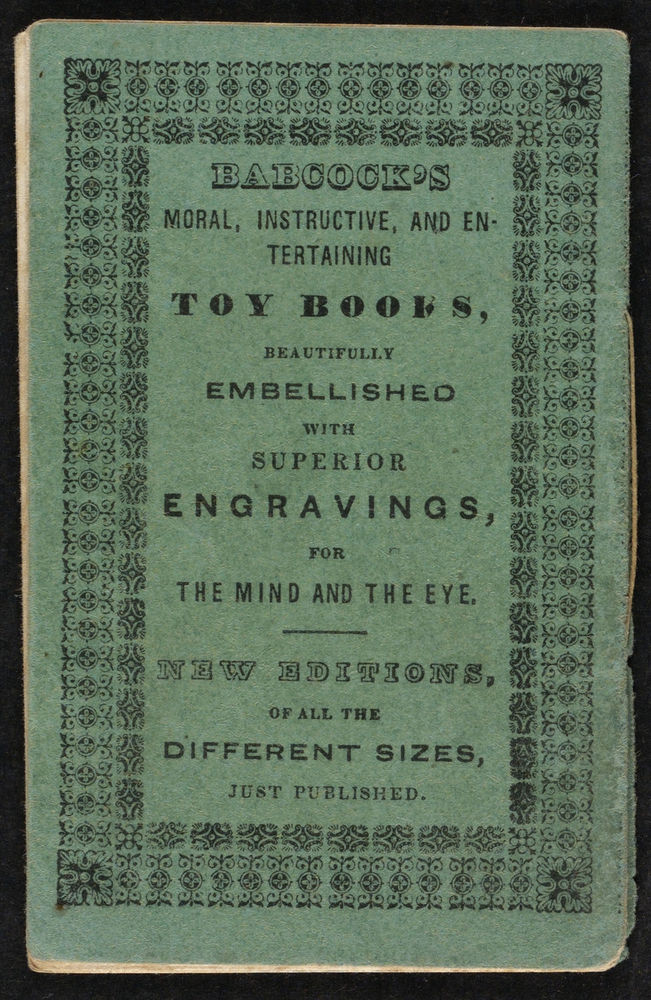 BABCOCK'S
MORAL, INSTRUCTIVE, AND EN-
TERTAINING
TOY BOOKS,
BEAUTIFULLY
EMBELLISHED
WITH
SUPERIOR
ENGRAVINGS,
FOR
THE MIND AND THE EYE.
NEW EDITIONS,
OF ALL THE
DIFFERENT SIZES,
JUST PUBLISHED.